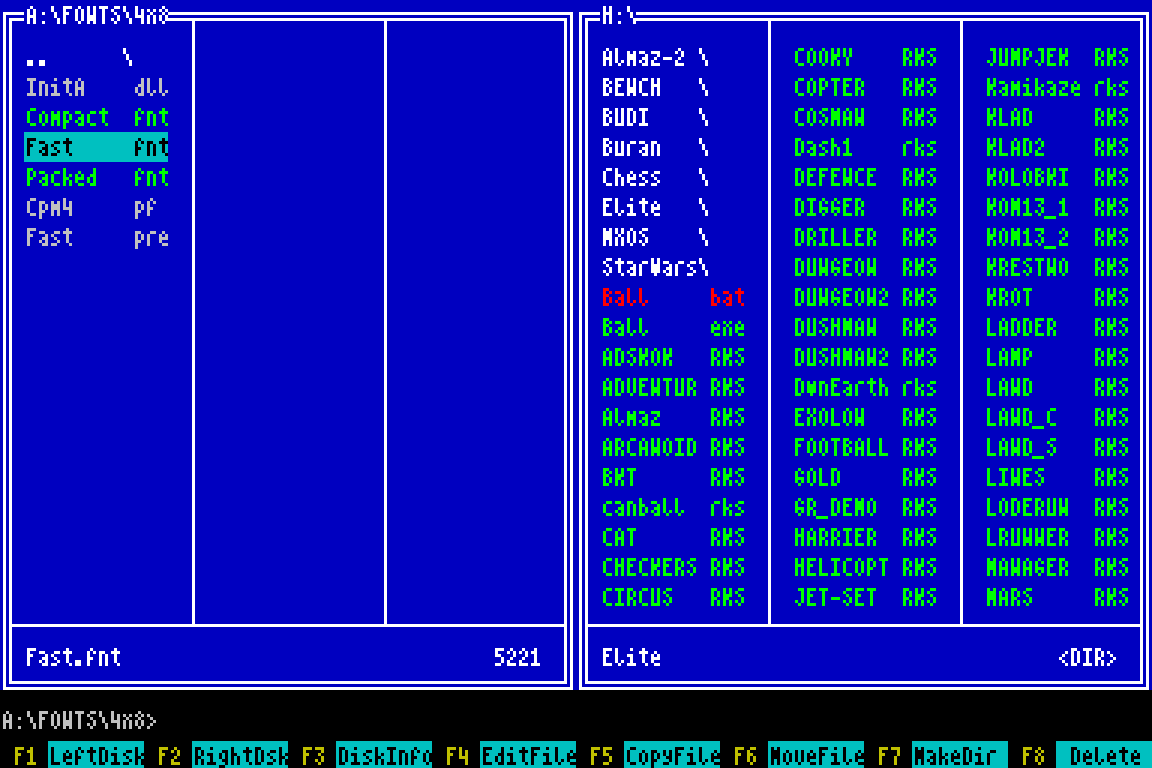 A:\FONTS\4x8
.. \
InitA dll
Compact fnt
Fast fnt
Packed fnt
Cpm4 pf
Fast pre
Fast.fnt 5221
H:\
Almaz-2 \
BENCH \
BUDI \
Buran \
Chess \
Elite \
MXOS \
StarWars\
Ball bat
Ball exe
ADSKOK RKS
ADVENTUR RKS
Almaz RKS
ARCANOID RKS
BKT RKS
canball rks
CAT RKS
CHECKERS RKS
CIRCUS RKS
COOKY RKS
COPTER RKS
COSMAN RKS
Dash1 rks
DEFENCE RKS
DIGGER RKS
DRILLER RKS
DUNGEON RKS
DUNGEON2 RKS
DUSHMAN RKS
DUSHMAN2 RKS
DwnEarth rks
EXOLON RKS
FOOTBALL RKS
GOLD RKS
GR_DEMO RKS
HARRIER RKS
HELICOPT RKS
JET-SET RKS
JUMPJEK RKS
Kamikaze rks
KLAD RKS
KLAD2 RKS
KOLOBKI RKS
KOM13_1 RKS
KOM13_2 RKS
KRESTNO RKS
KROT RKS
LADDER RKS
LAMP RKS
LAND RKS
LAND_C RKS
LAND_S RKS
LINES RKS
LODERUN RKS
LRUNNER RKS
MANAGER RKS
MARS RKS
Elite <DIR>
A:\FONTS\4x8>
F1 LeftDisk F2 RightDsk F3 DiskInfo F4 EditFile F5 CopyFile F6 MoveFile F7 MakeDir F8 Delete